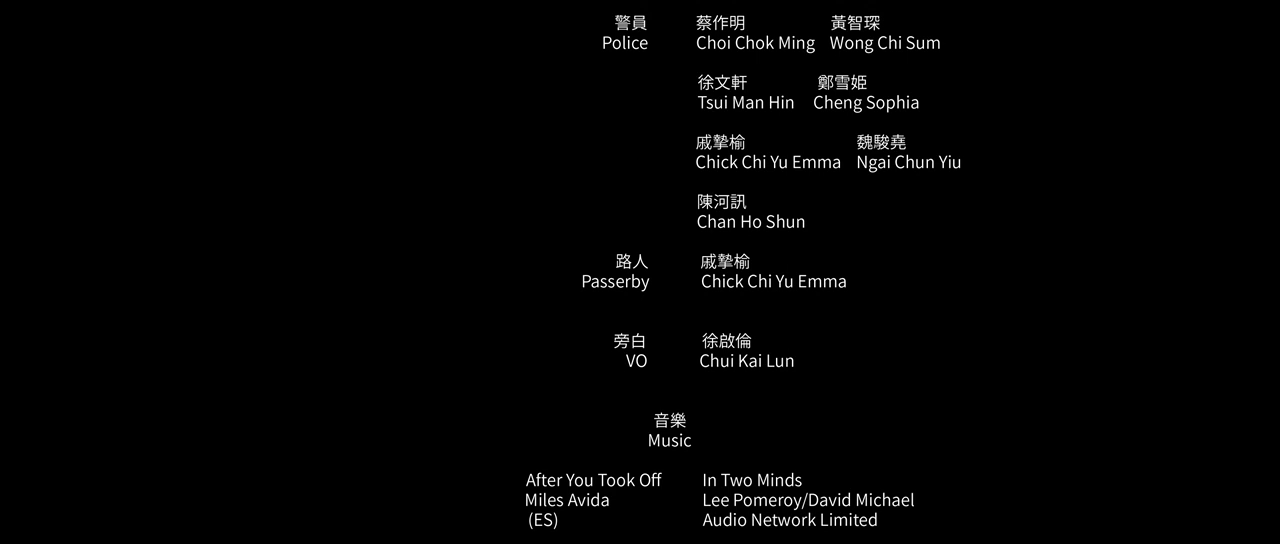 警員 蔡作明 黃智琛
Police Choi Chok Ming Wong Chi Sum
徐文軒 鄭雪姫
Tsui Man Hin Cheng Sophia
戚摯榆 魏駿堯
Chick Chi Yu Emma Ngai Chun Yiu
陳河訊
Chan Ho Shun
路人 戚摯榆
Passerby Chick Chi Yu Emma
旁白 徐啟倫
VO Chui Kai Lun
音樂
Music
After You Took Off In Two Minds
Miles Avida Lee Pomeroy/David Michael
(ES) Audio Network Limited